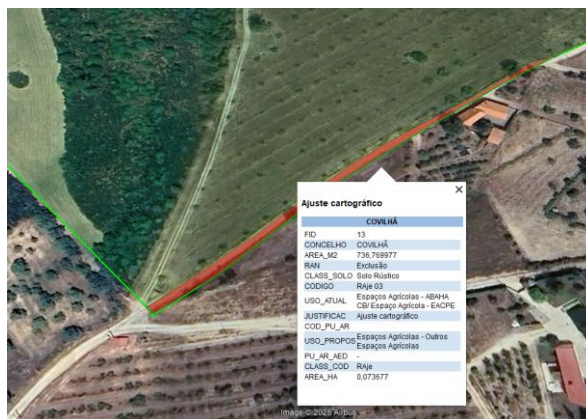 Ajuste cartográfico
COVILHÃ
FID 13
CONCELHO COVILHÃ
AREA_M2 736,769977
RAN Exclusão
CLASS_SOLO Solo Rústico
CODIGO RAje 03
USO_ATUAL Espaços Agrícolas - ABAHA
CB/ Espaço Agrícola - EACPE
JUSTIFICAC Ajuste cartográfico
COD_PU_AR
USO_PROPOS Espaços Agrícolas - Outros
Espaços Agrícolas
PU_AR_AED -
CLASS_COD RAje
AREA_HA 0,073677
Image © 2025 Airbus